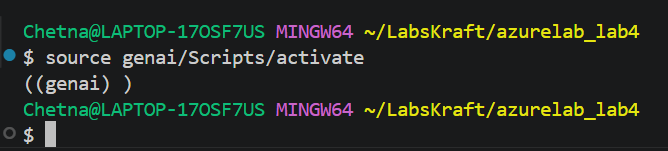 Chetna@LAPTOP-17OSF7US MINGW64 ~/LabsKraft/azurelab_lab4
$ source genai/Scripts/activate
((genai) )
Chetna@LAPTOP-17OSF7US MINGW64 ~/LabsKraft/azurelab_lab4
$